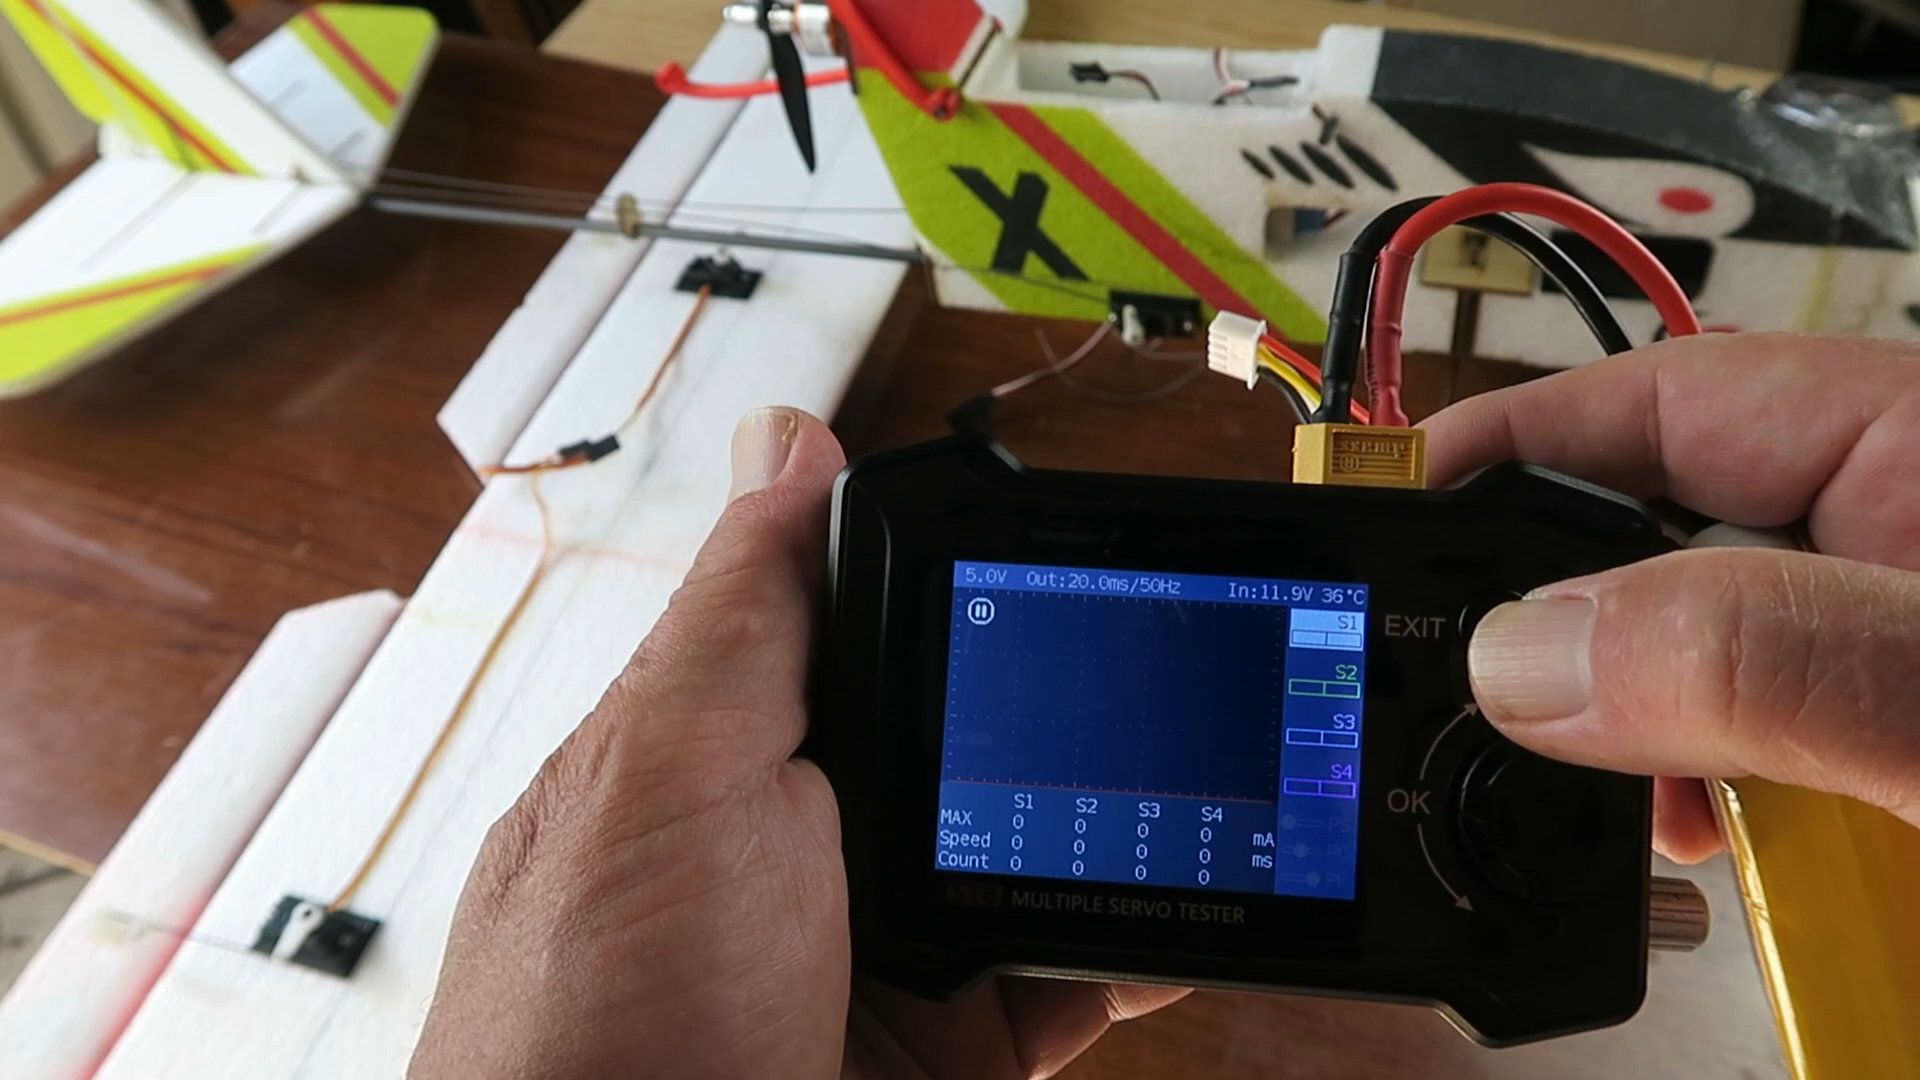 X
5.0V Out:20.0ms/50Hz In:11.9V 36°C
S1
S2
S3
S4
S1 S2 S3 S4
MAX 0 0 0 0 mA
Speed 0 0 0 0 ms
Count 0 0 0 0
EXIT
OK
MULTIPLE SERVO TESTER